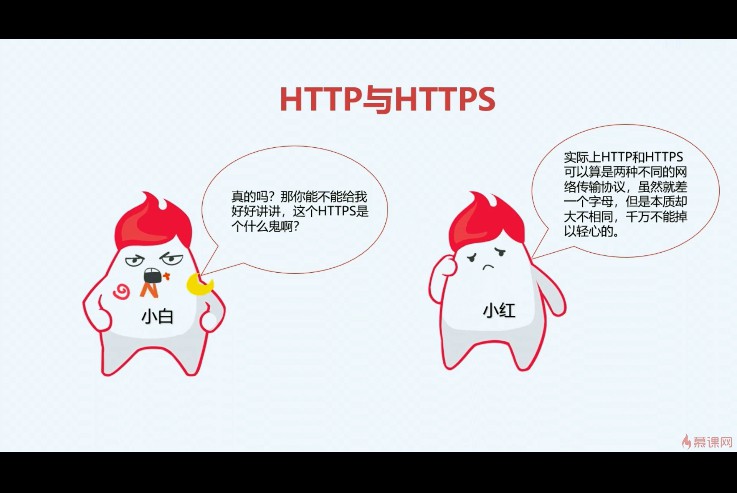 HTTP与HTTPS
真的吗？那你能不能给我
好好讲讲，这个HTTPS是
个什么鬼啊？
实际上HTTP和HTTPS
可以算是两种不同的网
络传输协议，虽然就差
一个字母，但是本质却
大不相同，千万不能掉
以轻心的。
小白
小红
慕课网